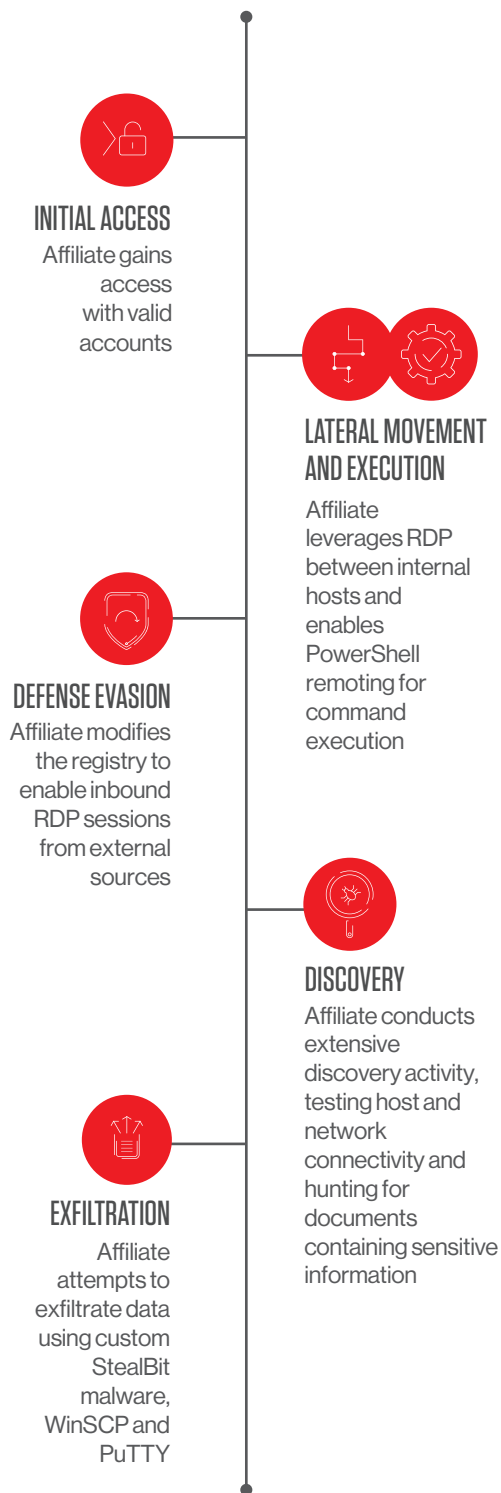 INITIAL ACCESS
Affiliate gains
access
with valid
accounts
LATERAL MOVEMENT
AND EXECUTION
Affiliate
leverages RDP
between internal
hosts and
enables
PowerShell
remoting for
command
execution
DEFENSE EVASION
Affiliate modifies
the registry to
enable inbound
RDP sessions
from external
sources
DISCOVERY
Affiliate conducts
extensive
discovery activity,
testing host and
network
connectivity and
hunting for
documents
containing sensitive
information
EXFILTRATION
Affiliate
attempts to
exfiltrate data
using custom
StealBit
malware,
WinSCP and
PuTTY